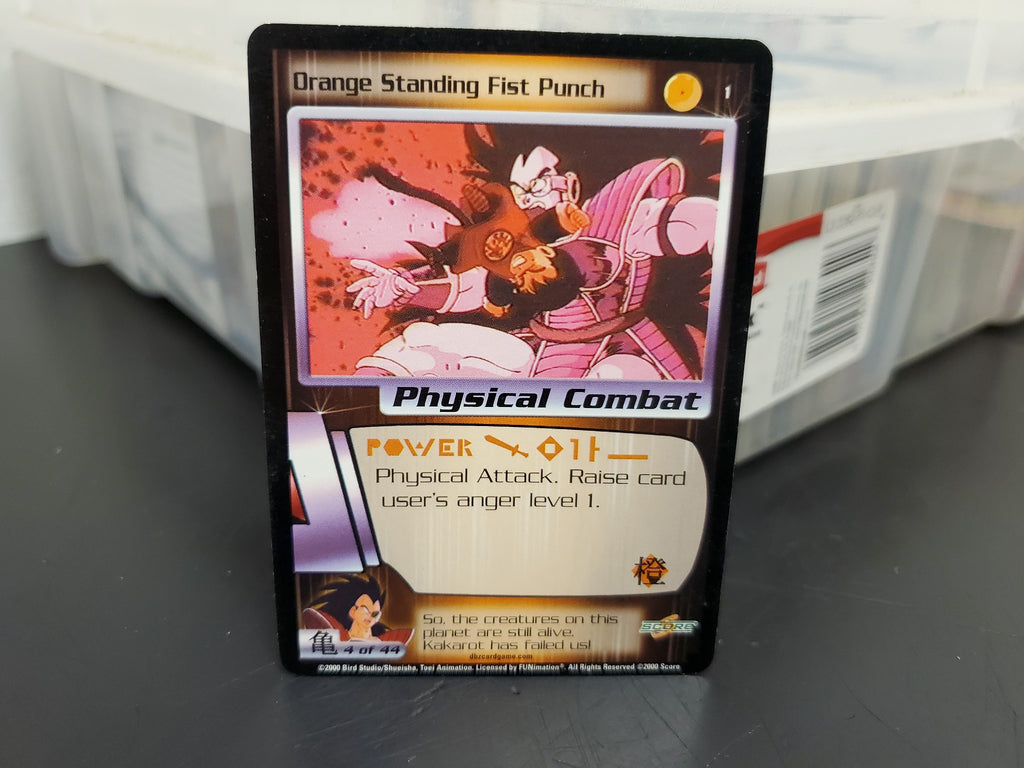 Orange Standing Fist Punch
1
Physical Combat
POWER
Physical Attack. Raise card
user's anger level 1.
橙
So, the creatures on this
planet are still alive.
Kakarot has failed us!
SCORE
亀 4 of 44
dbzcardgame.com
©2000 Bird Studio/Shueisha, Toei Animation. Licensed by FUNimation®. All Rights Reserved ©2000 Score